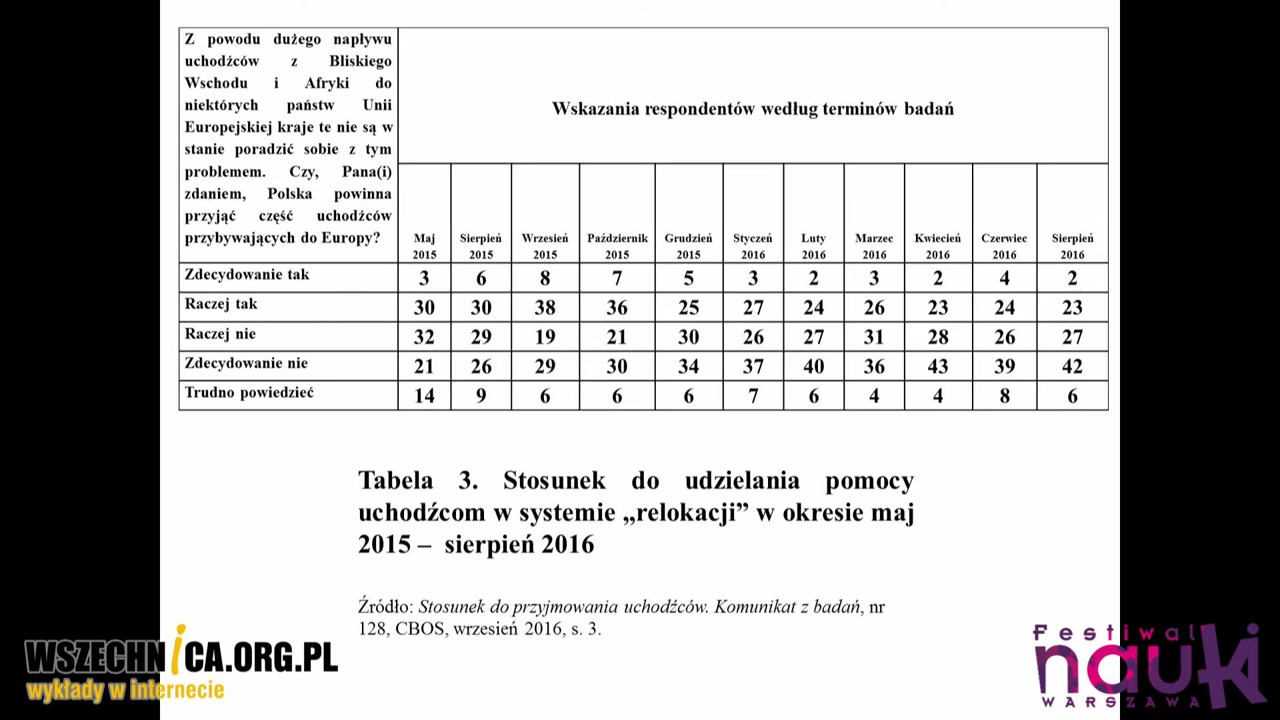 Z powodu dużego napływu
uchodźców z Bliskiego
Wschodu i Afryki do
niektórych państw Unii
Europejskiej kraje te nie są w
stanie poradzić sobie z tym
problemem. Czy, Pana(i)
zdaniem, Polska powinna
przyjąć część uchodźców
przybywających do Europy?
Wskazania respondentów według terminów badań
Maj 2015 Sierpień 2015 Wrzesień 2015 Październik 2015 Grudzień 2015 Styczeń 2016 Luty 2016 Marzec 2016 Kwiecień 2016 Czerwiec 2016 Sierpień 2016
Zdecydowanie tak 3 6 8 7 5 3 2 3 2 4 2
Raczej tak 30 30 38 36 25 27 24 26 23 24 23
Raczej nie 32 29 19 21 30 26 27 31 28 26 27
Zdecydowanie nie 21 26 29 30 34 37 40 36 43 39 42
Trudno powiedzieć 14 9 6 6 6 7 6 4 4 8 6
Tabela 3. Stosunek do udzielania pomocy
uchodźcom w systemie „relokacji” w okresie maj
2015 – sierpień 2016
Źródło: Stosunek do przyjmowania uchodźców. Komunikat z badań, nr
128, CBOS, wrzesień 2016, s. 3.
WSZECHNiCA.ORG.PL
wykłady w internecie
Festiwal
nauki
WARSZAWA